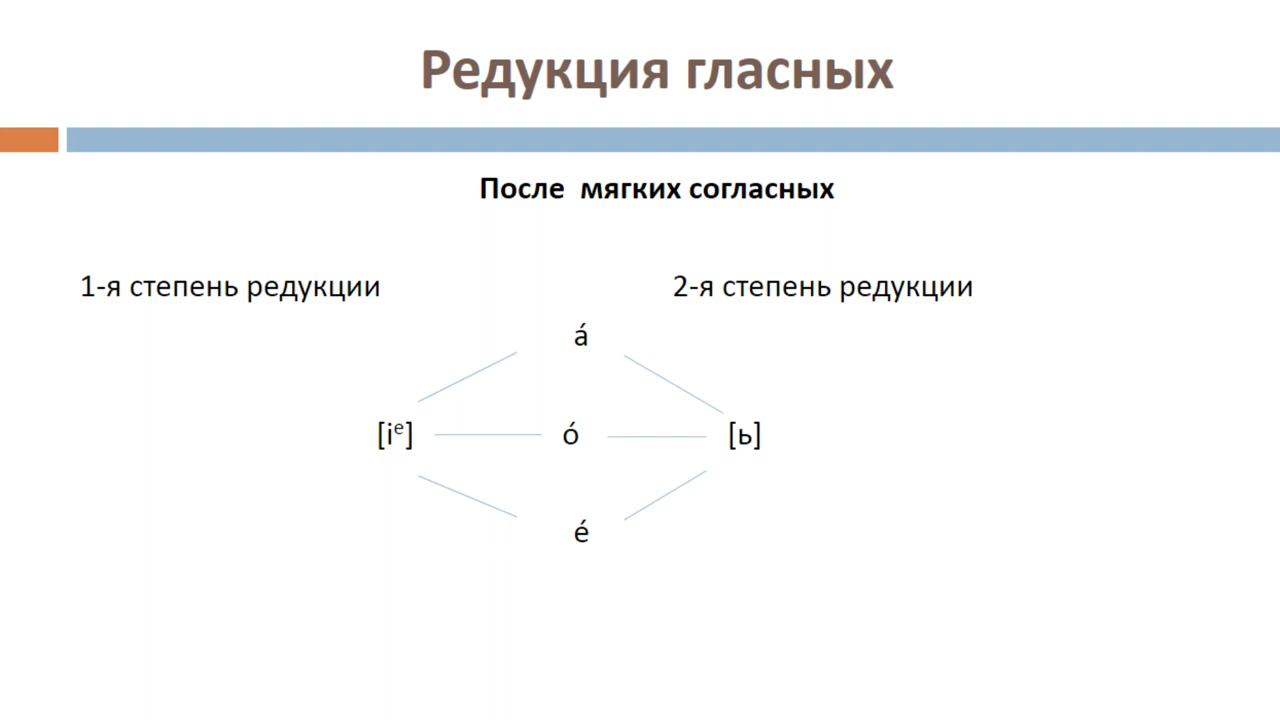 Редукция гласных
После мягких согласных
1-я степень редукции 2-я степень редукции
а́
[iᵉ] о́ [ь]
е́